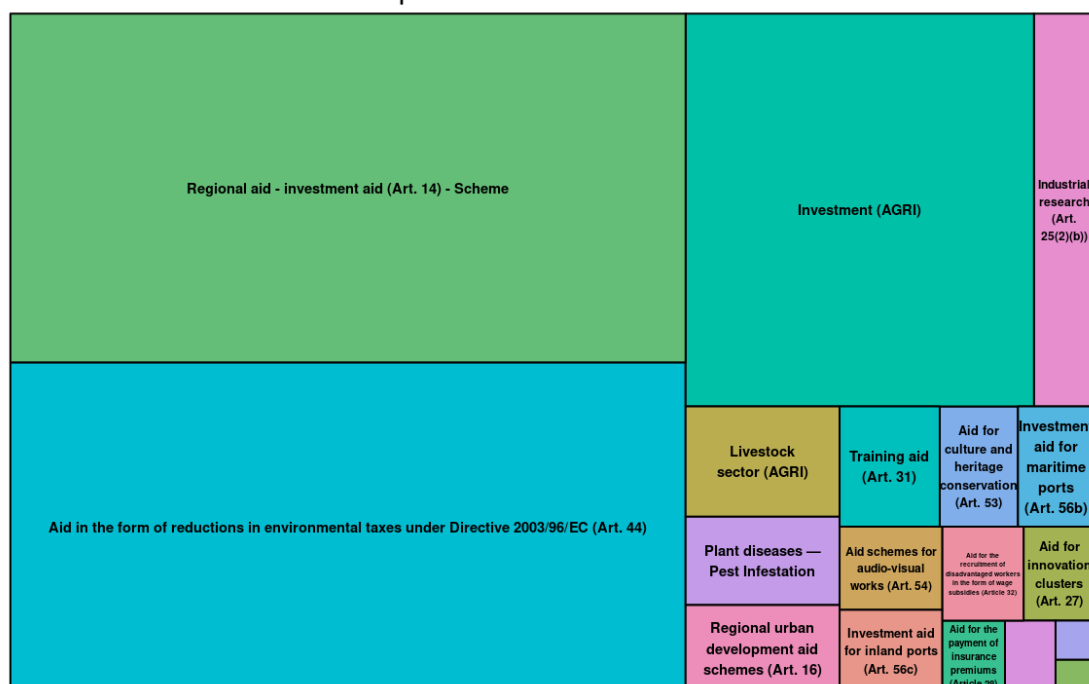 Regional aid - investment aid (Art. 14) - Scheme
Aid in the form of reductions in environmental taxes under Directive 2003/96/EC (Art. 44)
Investment (AGRI)
Industrial
research
(Art.
25(2)(b))
Livestock
sector (AGRI)
Plant diseases —
Pest Infestation
Regional urban
development aid
schemes (Art. 16)
Training aid
(Art. 31)
Aid schemes for
audio-visual
works (Art. 54)
Investment aid
for inland ports
(Art. 56c)
Aid for
culture and
heritage
conservation
(Art. 53)
Investmen
aid for
maritime
ports
(Art. 56b)
Aid for the
recruitment of
disadvantaged workers
in the form of wage
subsidies (Article 32)
Aid for
innovation
clusters
(Art. 27)
Aid for the
payment of
insurance
premiums